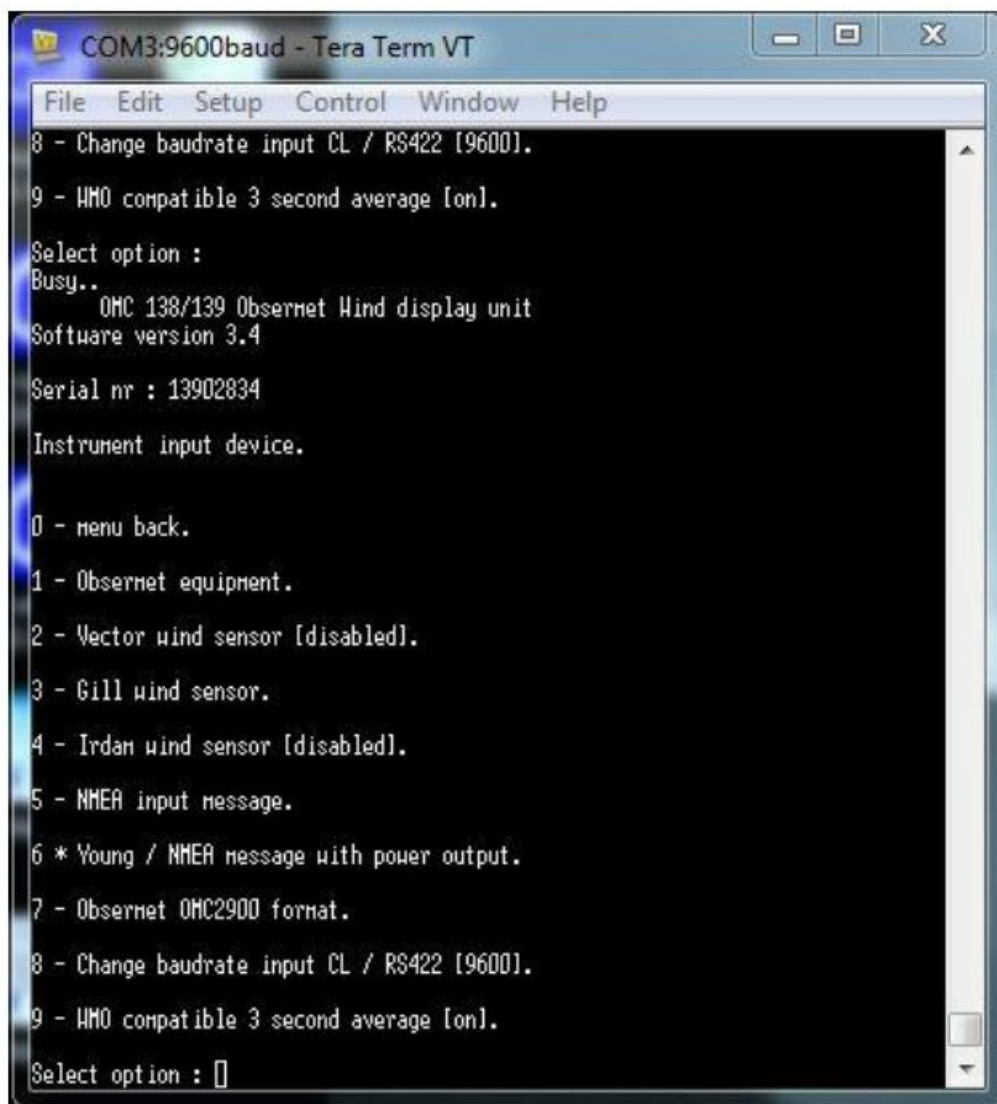 COM3:9600baud - Tera Term VT
File Edit Setup Control Window Help
8 - Change baudrate input CL / RS422 [9600].
9 - WMO compatible 3 second average [on].
Select option :
Busy..
OMC 138/139 Obsermet Wind display unit
Software version 3.4
Serial nr : 13902834
Instrument input device.
0 - menu back.
1 - Obsermet equipment.
2 - Vector wind sensor [disabled].
3 - Gill wind sensor.
4 - Irdam wind sensor [disabled].
5 - NMEA input message.
6 * Young / NMEA message with power output.
7 - Obsermet OMC2900 format.
8 - Change baudrate input CL / RS422 [9600].
9 - WMO compatible 3 second average [on].
Select option :